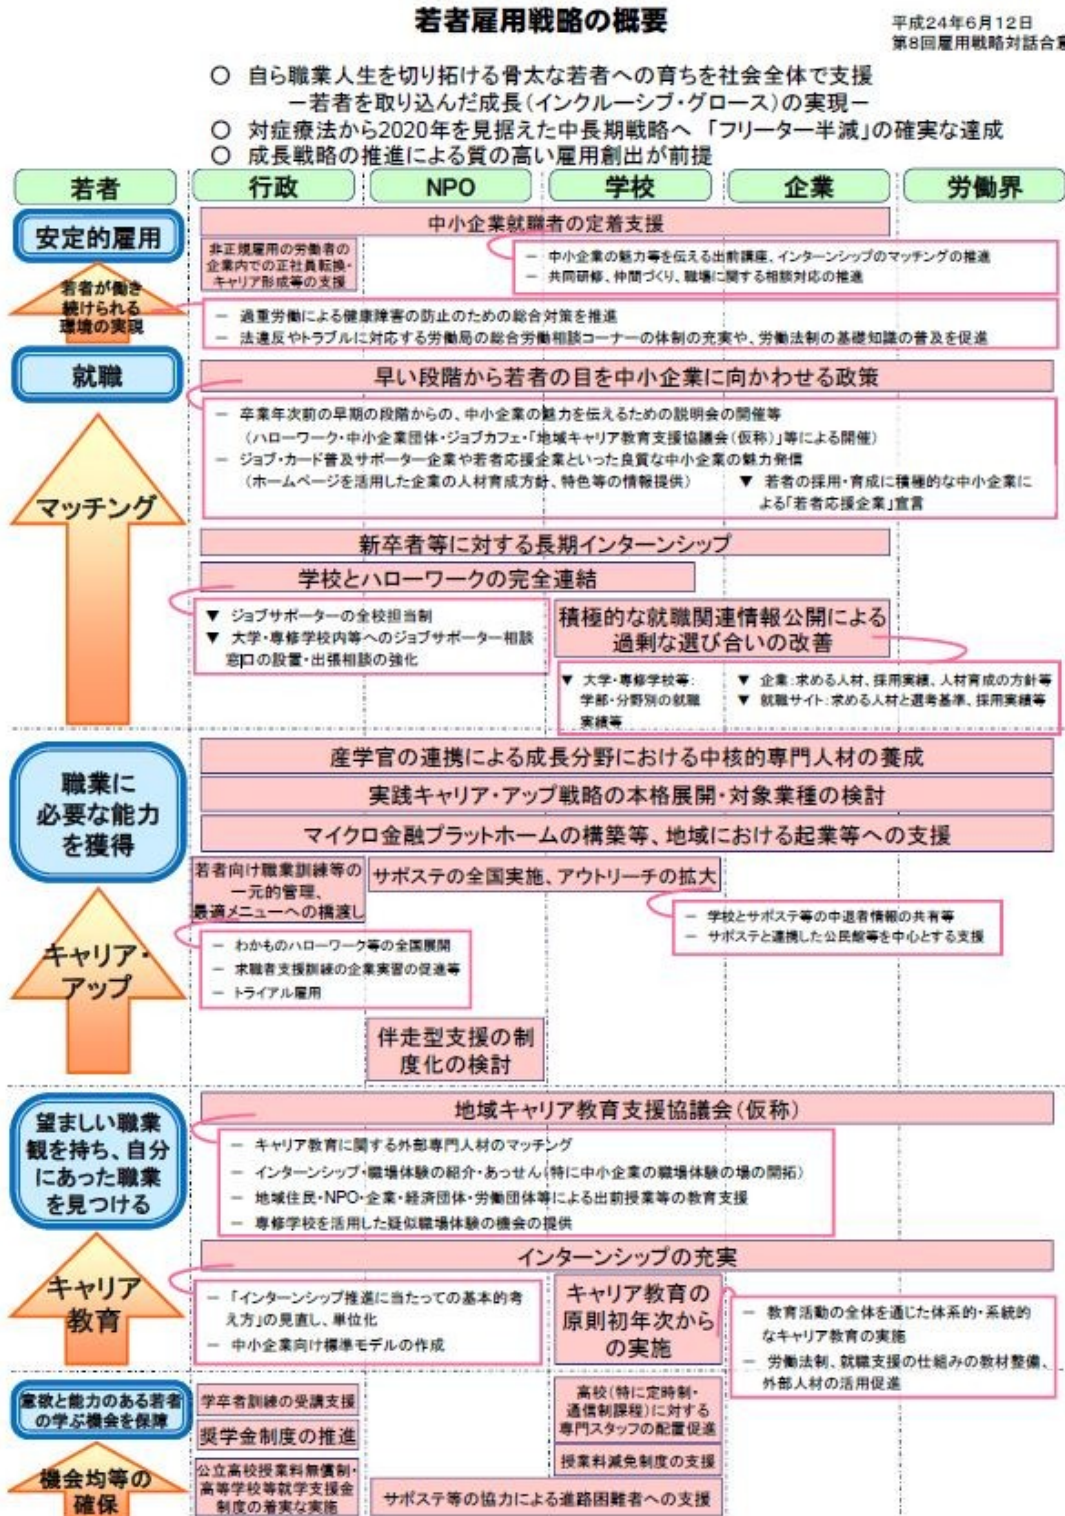 若者雇用戦略の概要
平成24年6月12日
第8回雇用戦略対話合意
○ 自ら職業人生を切り拓ける骨太な若者への育ちを社会全体で支援
－若者を取り込んだ成長（インクルーシブ・グロース）の実現－
○ 対症療法から2020年を見据えた中長期戦略へ 「フリーター半減」の確実な達成
○ 成長戦略の推進による質の高い雇用創出が前提
若者
行政
NPO
学校
企業
労働界
安定的雇用
中小企業就職者の定着支援
非正規雇用の労働者の
企業内での正社員転換・
キャリア形成等の支援
－ 中小企業の魅力等を伝える出前講座、インターンシップのマッチングの推進
－ 共同研修、仲間づくり、職場に関する相談対応の推進
若者が働き
続けられる
環境の実現
－ 過重労働による健康障害の防止のための総合対策を推進
－ 法違反やトラブルに対応する労働局の総合労働相談コーナーの体制の充実や、労働法制の基礎知識の普及を促進
就職
早い段階から若者の目を中小企業に向かわせる政策
－ 卒業年次前の早期の段階からの、中小企業の魅力を伝えるための説明会の開催等
（ハローワーク・中小企業団体・ジョブカフェ・「地域キャリア教育支援協議会（仮称）」等による開催）
－ ジョブ・カード普及サポーター企業や若者応援企業といった良質な中小企業の魅力発信
（ホームページを活用した企業の人材育成方針、特色等の情報提供）
▼ 若者の採用・育成に積極的な中小企業に
よる「若者応援企業」宣言
マッチング
新卒者等に対する長期インターンシップ
学校とハローワークの完全連結
▼ ジョブサポーターの全校担当制
▼ 大学・専修学校内等へのジョブサポーター相談
窓口の設置・出張相談の強化
積極的な就職関連情報公開による
過剰な選び合いの改善
▼ 大学・専修学校等：
学部・分野別の就職
実績等
▼ 企業：求める人材、採用実績、人材育成の方針等
▼ 就職サイト：求める人材と選考基準、採用実績等
職業に
必要な能力
を獲得
産学官の連携による成長分野における中核的専門人材の養成
実践キャリア・アップ戦略の本格展開・対象業種の検討
マイクロ金融プラットホームの構築等、地域における起業等への支援
若者向け職業訓練等の
一元的管理、
最適メニューへの橋渡し
サポステの全国実施、アウトリーチの拡大
－ 学校とサポステ等の中退者情報の共有等
－ サポステと連携した公民館等を中心とする支援
キャリア・
アップ
－ わかものハローワーク等の全国展開
－ 求職者支援訓練の企業実習の促進等
－ トライアル雇用
伴走型支援の制
度化の検討
望ましい職業
観を持ち、自分
にあった職業
を見つける
地域キャリア教育支援協議会（仮称）
－ キャリア教育に関する外部専門人材のマッチング
－ インターンシップ・職場体験の紹介・あっせん（特に中小企業の職場体験の場の開拓）
－ 地域住民・NPO・企業・経済団体・労働団体等による出前授業等の教育支援
－ 専修学校を活用した疑似職場体験の機会の提供
インターンシップの充実
キャリア
教育
－ 「インターンシップ推進に当たっての基本的考
え方」の見直し、単位化
－ 中小企業向け標準モデルの作成
キャリア教育の
原則初年次から
の実施
－ 教育活動の全体を通じた体系的・系統的
なキャリア教育の実施
－ 労働法制、就職支援の仕組みの教材整備、
外部人材の活用促進
意欲と能力のある若者
の学ぶ機会を保障
学卒者訓練の受講支援
奨学金制度の推進
高校（特に定時制・
通信制課程）に対する
専門スタッフの配置促進
授業料減免制度の支援
機会均等の
確保
公立高校授業料無償制・
高等学校等就学支援金
制度の着実な実施
サポステ等の協力による進路困難者への支援